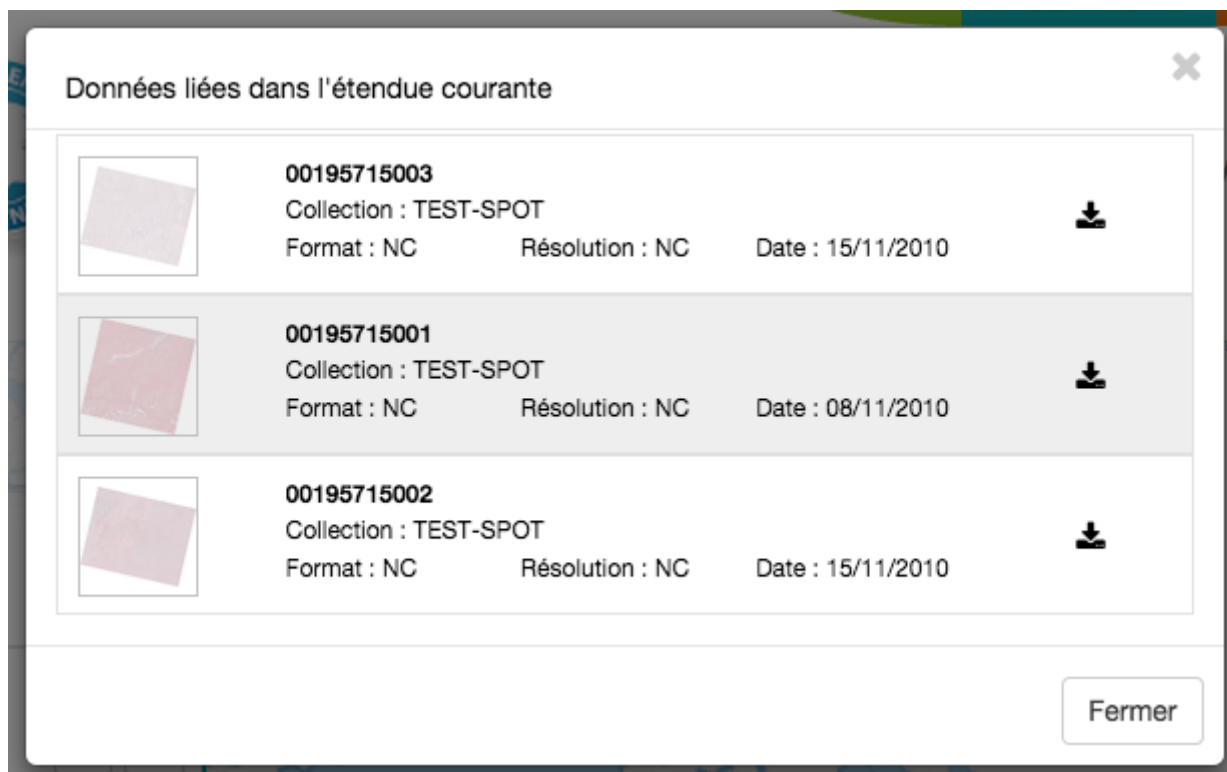 Données liées dans l'étendue courante
00195715003
Collection : TEST-SPOT
Format : NC Résolution : NC Date : 15/11/2010
00195715001
Collection : TEST-SPOT
Format : NC Résolution : NC Date : 08/11/2010
00195715002
Collection : TEST-SPOT
Format : NC Résolution : NC Date : 15/11/2010
Fermer